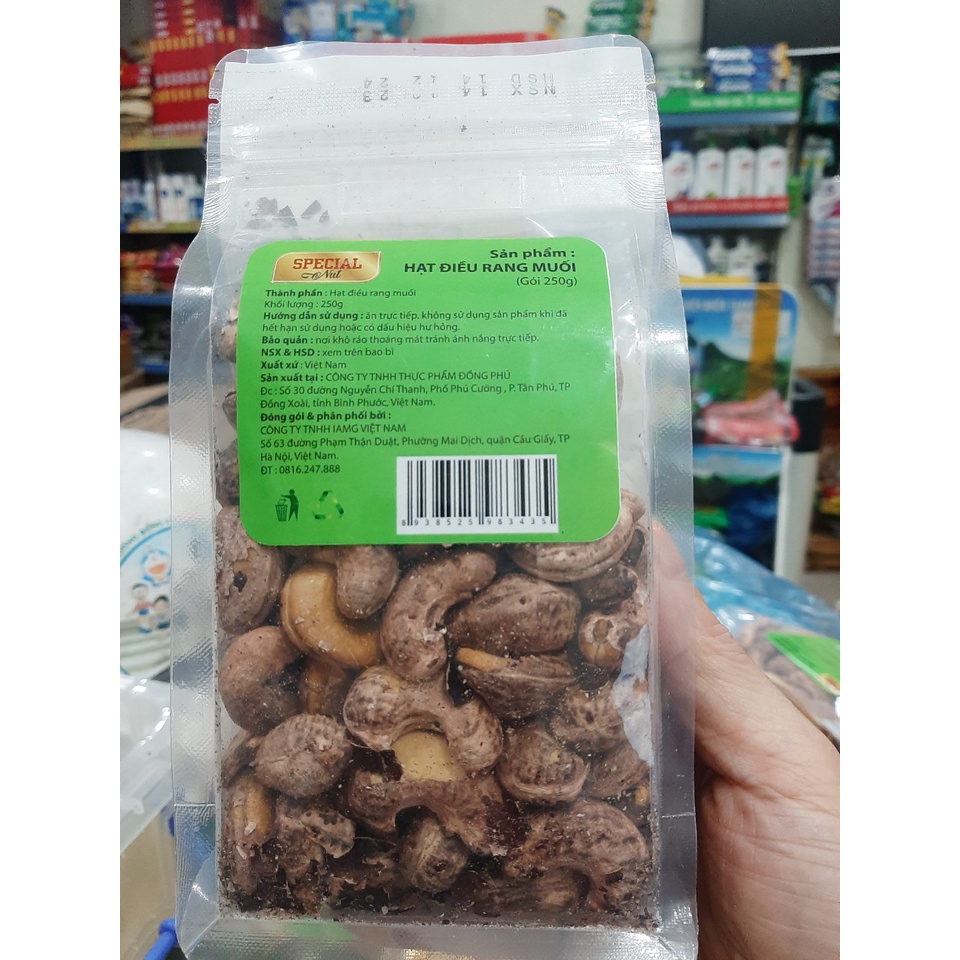 NSX 14 12
SPECIAL
Nut
Sản phẩm :
HẠT ĐIỀU RANG MUỐI
(Gói 250g)
Thành phần : Hạt điều rang muối
Khối lượng : 250g
Hướng dẫn sử dụng : ăn trực tiếp. không sử dụng sản phẩm khi đã
hết hạn sử dụng hoặc có dấu hiệu hư hỏng.
Bảo quản : nơi khô ráo thoáng mát tránh ánh nắng trực tiếp.
NSX & HSD : xem trên bao bì
Xuất xứ : Việt Nam
Sản xuất tại : CÔNG TY TNHH THỰC PHẨM ĐỒNG PHÚ
Đc : Số 30 đường Nguyễn Chí Thanh, Phố Phú Cường , P. Tân Phú, TP
Đồng Xoài, tỉnh Bình Phước, Việt Nam.
Đóng gói & phân phối bởi :
CÔNG TY TNHH IAMG VIỆT NAM
Số 63 đường Phạm Thận Duật, Phường Mai Dịch, quận Cầu Giấy, TP
Hà Nội, Việt Nam.
ĐT : 0816.247.888
8 938525 983435